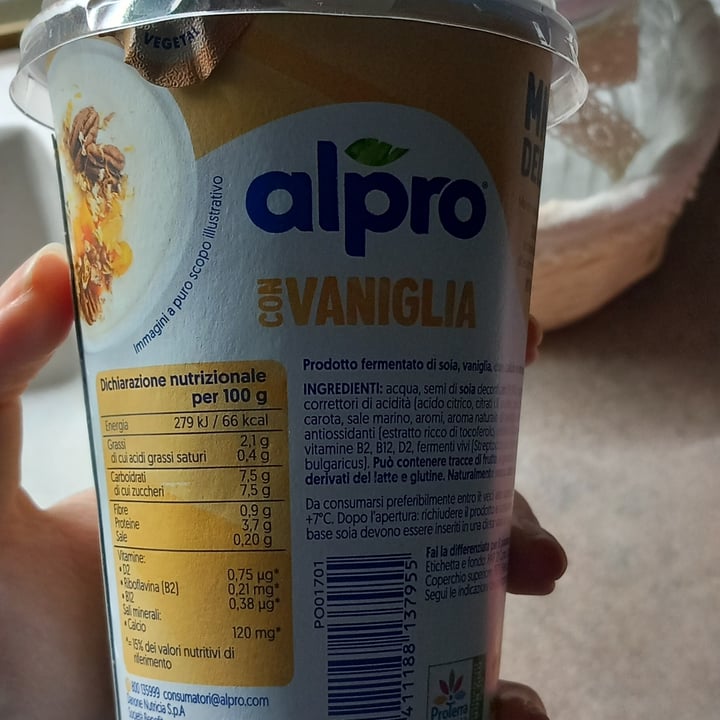 VEGETAL
Immagini a puro scopo illustrativo
alpro
CON VANIGLIA
Dichiarazione nutrizionale
per 100 g
Energia 279 kJ / 66 kcal
Grassi 2,1 g
di cui acidi grassi saturi 0,4 g
Carboidrati 7,5 g
di cui zuccheri 7,5 g
Fibre 0,9 g
Proteine 3,7 g
Sale 0,20 g
Vitamine:
• D2 0,75 µg*
• Riboflavina (B2) 0,21 mg*
• B12 0,38 µg*
Sali minerali:
• Calcio 120 mg*
*= 15% dei valori nutritivi di
riferimento
800 135999 consumatori@alpro.com
Danone Nutricia S.p.A
Società Benefit
Prodotto fermentato di soia, vaniglia,
INGREDIENTI: acqua, semi di soia
correttori di acidità (acido citrico,
carota, sale marino, aromi, aroma
antiossidanti (estratto ricco di
vitamine B2, B12, D2, fermenti vivi
bulgaricus). Può contenere tracce di
derivati del latte e glutine. Naturalmente
Da consumarsi preferibilmente entro il:
+7°C. Dopo l'apertura: richiudere il prodotto
base soia devono essere inseriti in una
Fai la differenziata
Etichetta e fondo:
Coperchio
Segui le
P001701
411188 137955
ProTerra